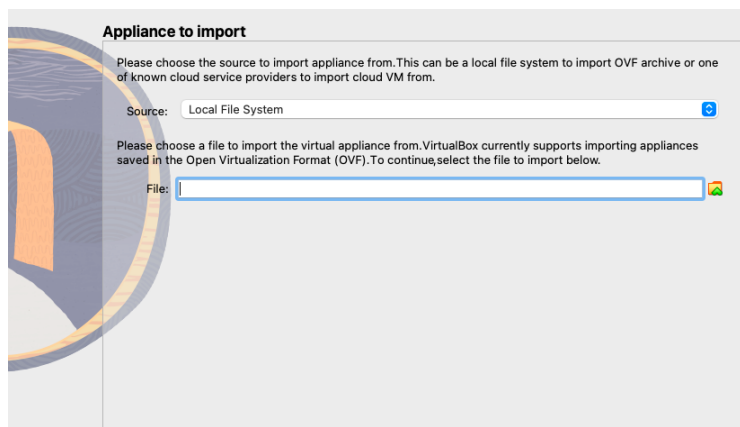 Appliance to import
Please choose the source to import appliance from.This can be a local file system to import OVF archive or one
of known cloud service providers to import cloud VM from.
Source: Local File System
Please choose a file to import the virtual appliance from.VirtualBox currently supports importing appliances
saved in the Open Virtualization Format (OVF).To continue,select the file to import below.
File: